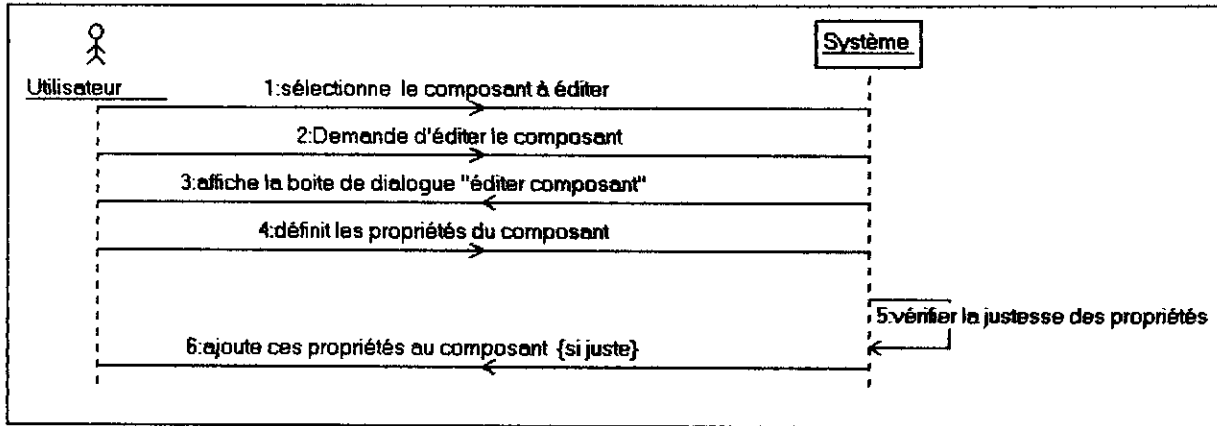 Utilisateur
Système
1:sélectionne le composant à éditer
2:Demande d'éditer le composant
3:affiche la boite de dialogue "éditer composant"
4:définit les propriétés du composant
5:vérifier la justesse des propriétés
6:ajoute ces propriétés au composant {si juste}